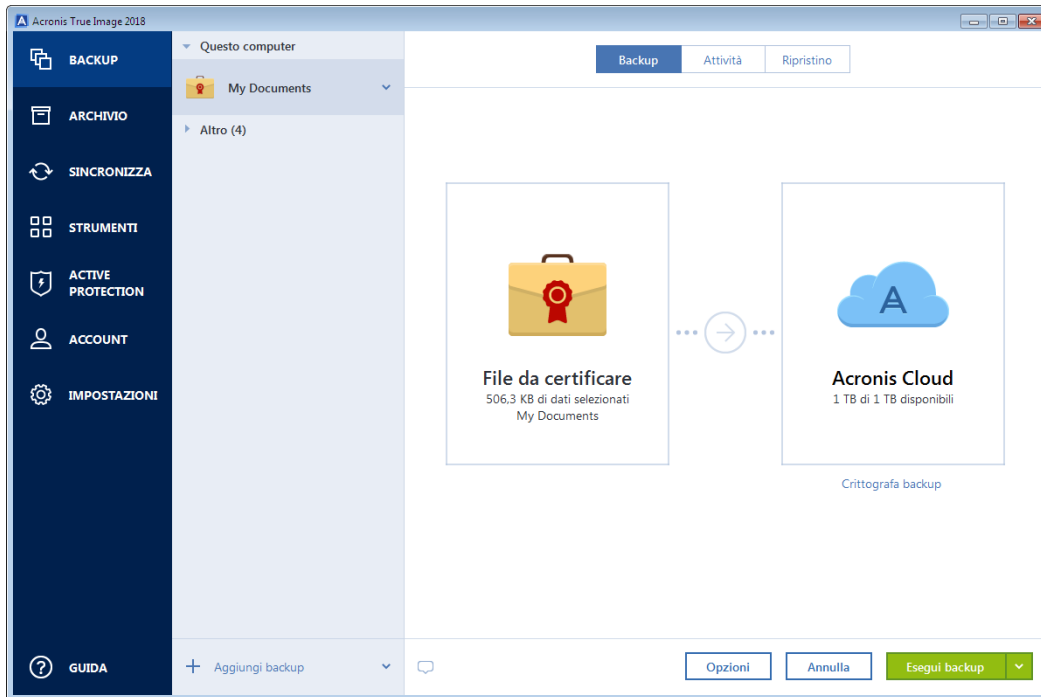 Acronis True Image 2018
BACKUP
ARCHIVIO
SINCRONIZZA
STRUMENTI
ACTIVE
PROTECTION
ACCOUNT
IMPOSTAZIONI
GUIDA
Questo computer
My Documents
Altro (4)
Aggiungi backup
Backup
Attività
Ripristino
File da certificare
506,3 KB di dati selezionati
My Documents
Acronis Cloud
1 TB di 1 TB disponibili
Crittografa backup
Opzioni
Annulla
Esegui backup